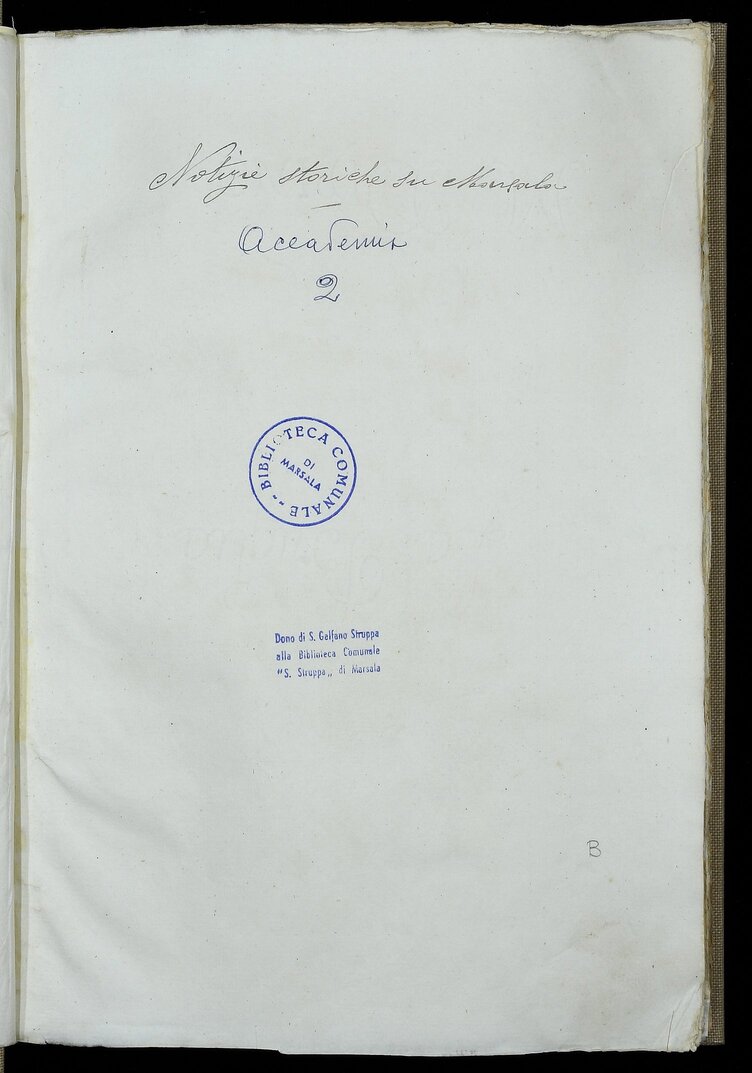 Notizie storiche su Marsala
Accademia
2
BIBLIOTECA COMUNALE
DI
MARSALA
Dono di S. Galfano Struppa
alla Biblioteca Comunale
"S. Struppa„ di Marsala
B